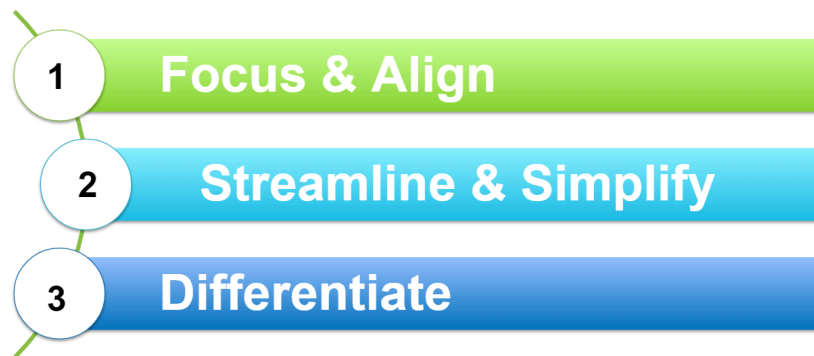 1 Focus & Align
2 Streamline & Simplify
3 Differentiate